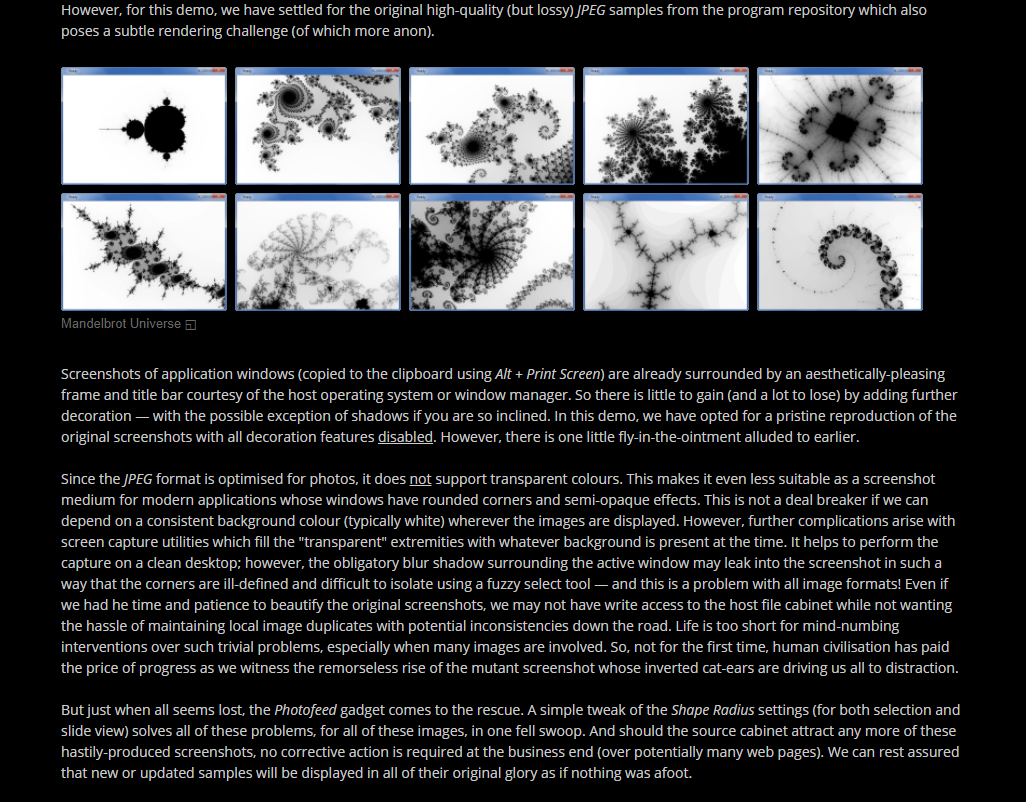 However, for this demo, we have settled for the original high-quality (but lossy) JPEG samples from the program repository which also
poses a subtle rendering challenge (of which more anon).
Mandelbrot Universe
Screenshots of application windows (copied to the clipboard using Alt + Print Screen) are already surrounded by an aesthetically-pleasing
frame and title bar courtesy of the host operating system or window manager. So there is little to gain (and a lot to lose) by adding further
decoration — with the possible exception of shadows if you are so inclined. In this demo, we have opted for a pristine reproduction of the
original screenshots with all decoration features disabled. However, there is one little fly-in-the-ointment alluded to earlier.
Since the JPEG format is optimised for photos, it does not support transparent colours. This makes it even less suitable as a screenshot
medium for modern applications whose windows have rounded corners and semi-opaque effects. This is not a deal breaker if we can
depend on a consistent background colour (typically white) wherever the images are displayed. However, further complications arise with
screen capture utilities which fill the "transparent" extremities with whatever background is present at the time. It helps to perform the
capture on a clean desktop; however, the obligatory blur shadow surrounding the active window may leak into the screenshot in such a
way that the corners are ill-defined and difficult to isolate using a fuzzy select tool — and this is a problem with all image formats! Even if
we had he time and patience to beautify the original screenshots, we may not have write access to the host file cabinet while not wanting
the hassle of maintaining local image duplicates with potential inconsistencies down the road. Life is too short for mind-numbing
interventions over such trivial problems, especially when many images are involved. So, not for the first time, human civilisation has paid
the price of progress as we witness the remorseless rise of the mutant screenshot whose inverted cat-ears are driving us all to distraction.
But just when all seems lost, the Photofeed gadget comes to the rescue. A simple tweak of the Shape Radius settings (for both selection and
slide view) solves all of these problems, for all of these images, in one fell swoop. And should the source cabinet attract any more of these
hastily-produced screenshots, no corrective action is required at the business end (over potentially many web pages). We can rest assured
that new or updated samples will be displayed in all of their original glory as if nothing was afoot.